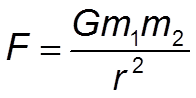 F = Gm₁m₂ / r²